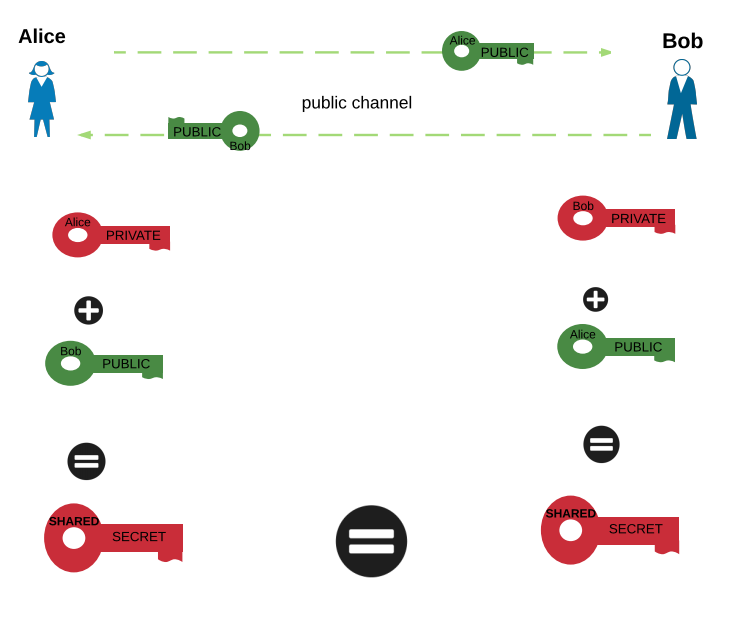 Alice
Bob
Alice
PUBLIC
public channel
PUBLIC
Bob
Alice
PRIVATE
Bob
PRIVATE
Bob
PUBLIC
Alice
PUBLIC
SHARED
SECRET
SHARED
SECRET